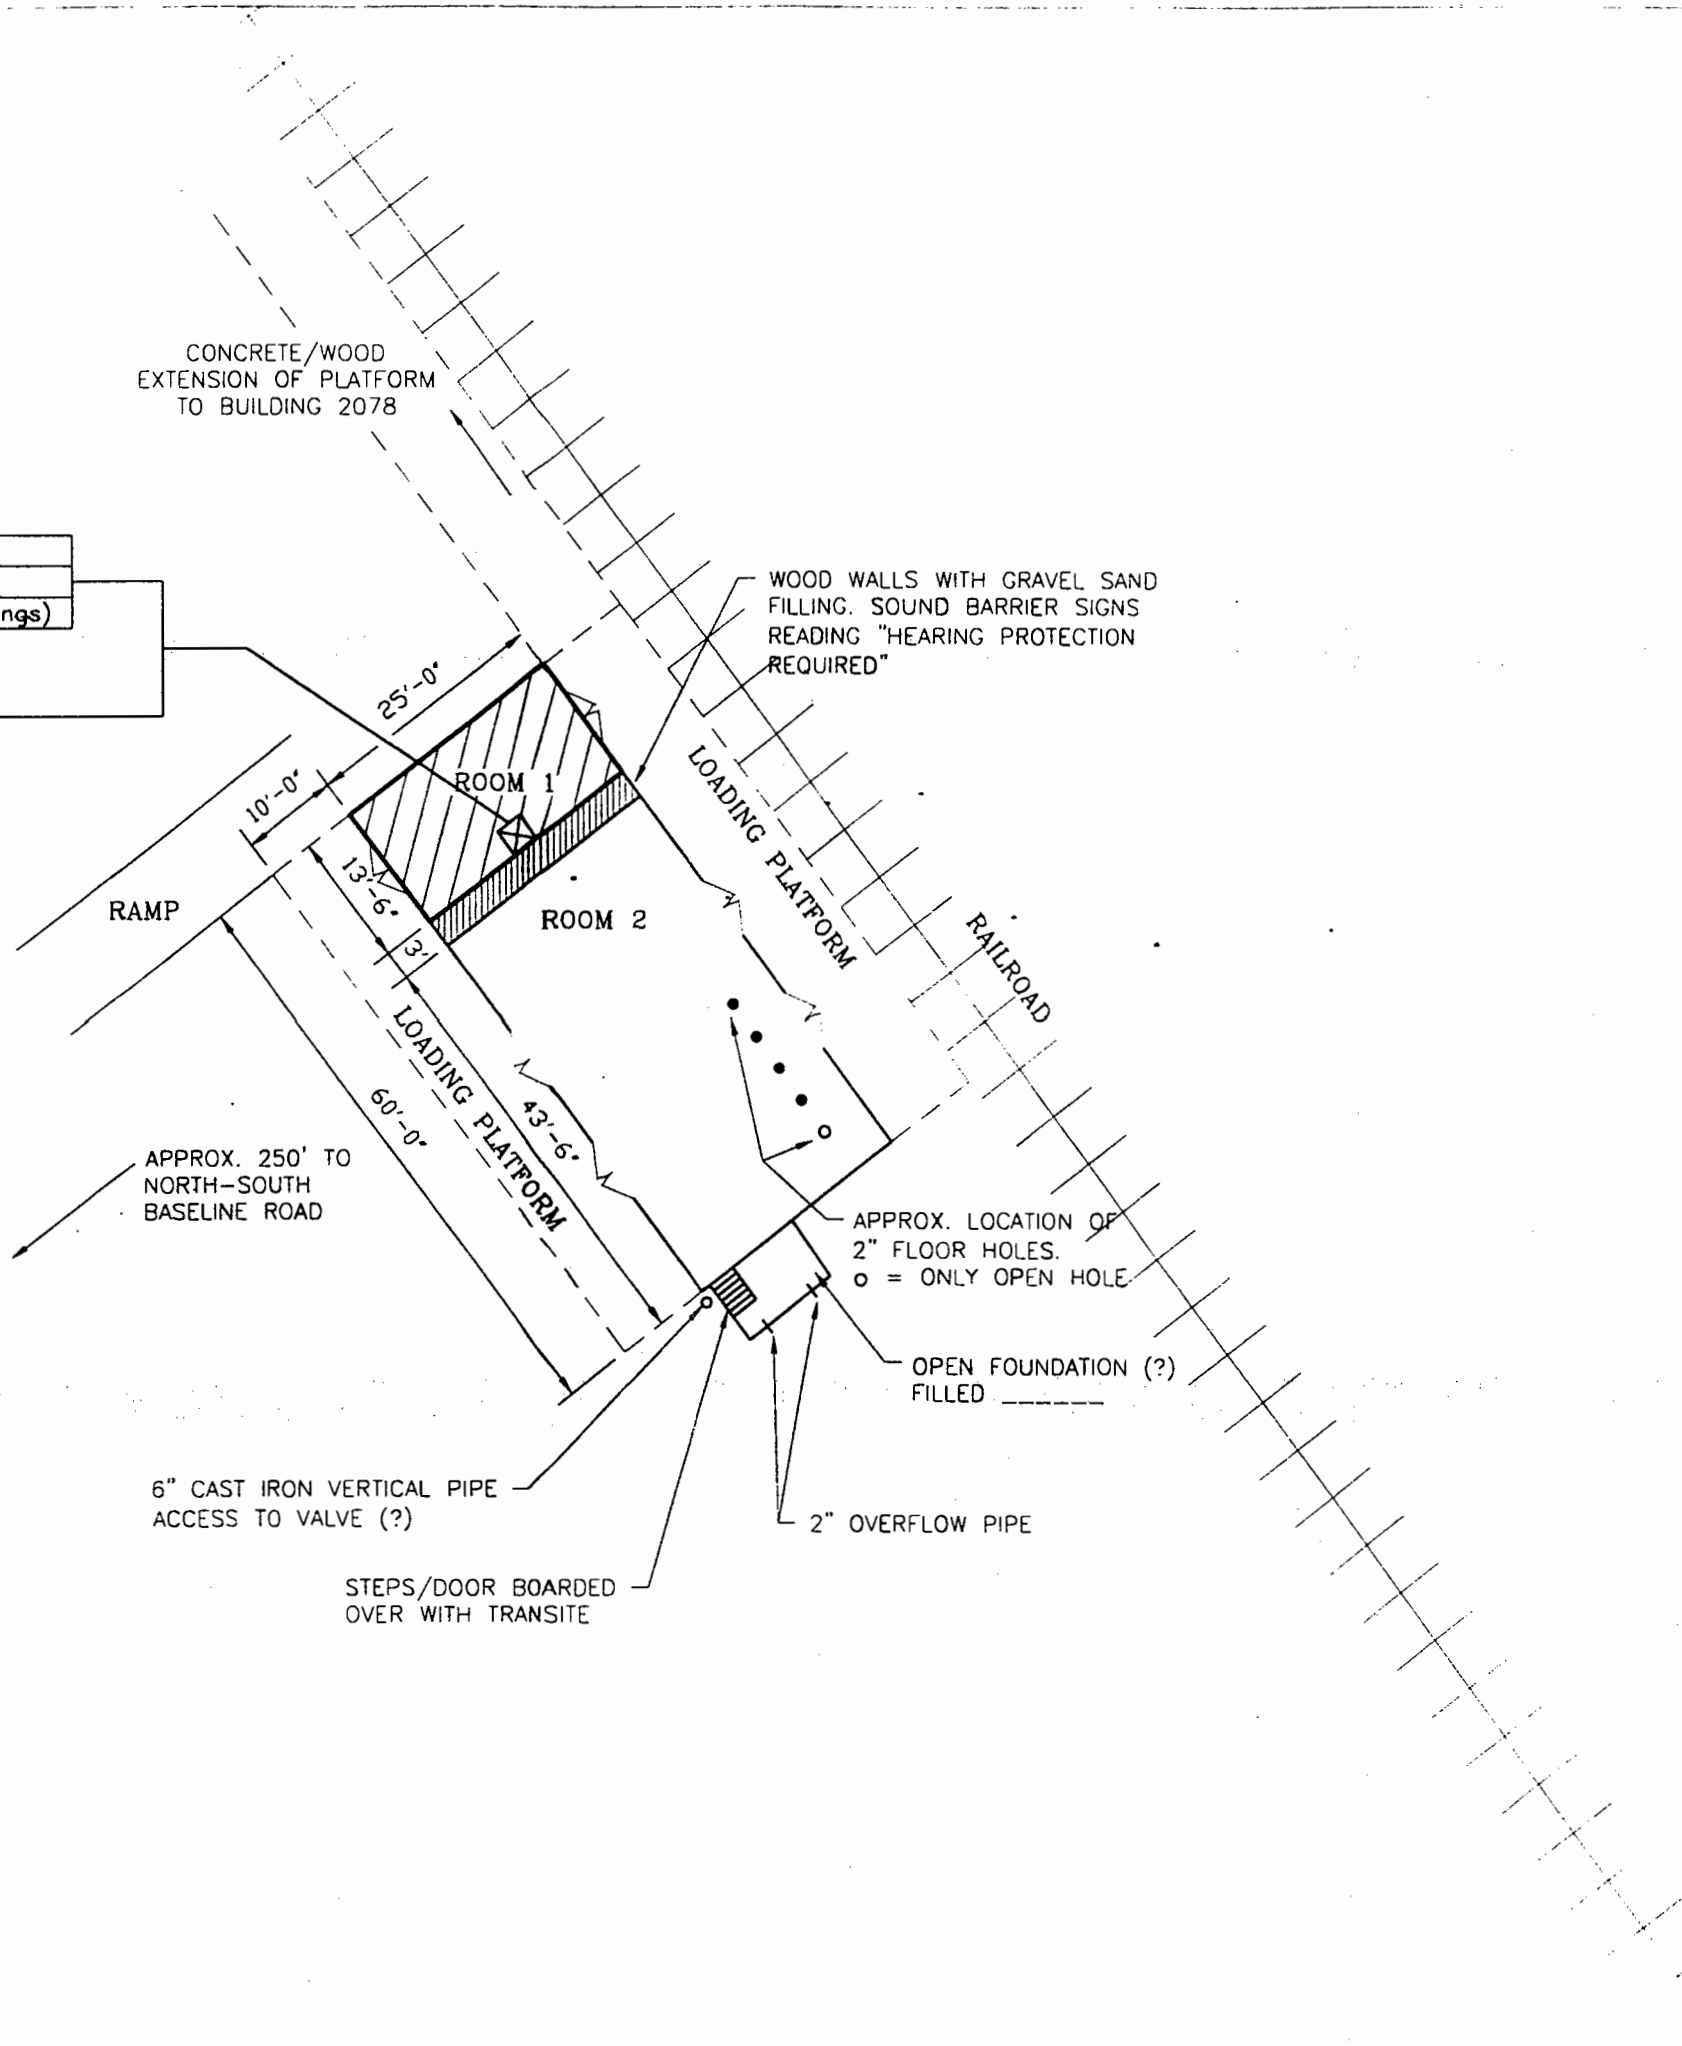 CONCRETE/WOOD
EXTENSION OF PLATFORM
TO BUILDING 2078
ngs)
WOOD WALLS WITH GRAVEL SAND
FILLING. SOUND BARRIER SIGNS
READING "HEARING PROTECTION
REQUIRED"
25'-0"
10'-0"
ROOM 1
13'-6"
3'
RAMP
ROOM 2
LOADING PLATFORM
RAILROAD
LOADING PLATFORM
43'-6"
60'-0"
APPROX. 250' TO
NORTH-SOUTH
BASELINE ROAD
APPROX. LOCATION OF
2" FLOOR HOLES.
o = ONLY OPEN HOLE
OPEN FOUNDATION (?)
FILLED ______
6" CAST IRON VERTICAL PIPE
ACCESS TO VALVE (?)
2" OVERFLOW PIPE
STEPS/DOOR BOARDED
OVER WITH TRANSITE